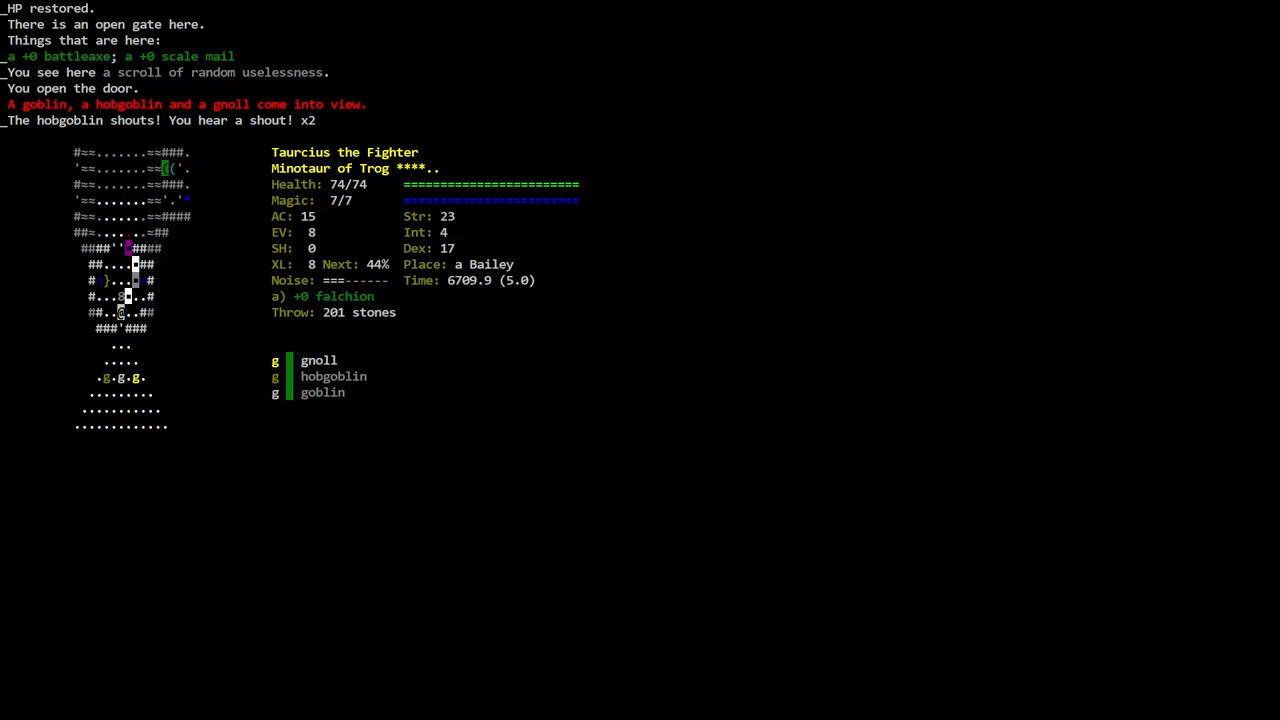 _HP restored.
There is an open gate here.
Things that are here:
_a +0 battleaxe; a +0 scale mail
_You see here a scroll of random uselessness.
You open the door.
A goblin, a hobgoblin and a gnoll come into view.
_The hobgoblin shouts! You hear a shout! x2
#≈≈.......≈≈###.
Taurcius the Fighter
'≈≈.......≈≈(('.
Minotaur of Trog ****..
#≈≈.......≈≈###.
Health: 74/74 ========================
'≈≈.......≈≈'.'^
Magic: 7/7 ========================
#≈≈.......≈≈####
AC: 15 Str: 23
##≈.......≈##
EV: 8 Int: 4
####'' ####
SH: 0 Dex: 17
##.... ##
XL: 8 Next: 44% Place: a Bailey
# }... #
Noise: ===------ Time: 6709.9 (5.0)
#...8 ..#
a) +0 falchion
##..@..##
Throw: 201 stones
###'###
...
.....
g gnoll
.g.g.g.
g hobgoblin
.........
g goblin
...........
.............